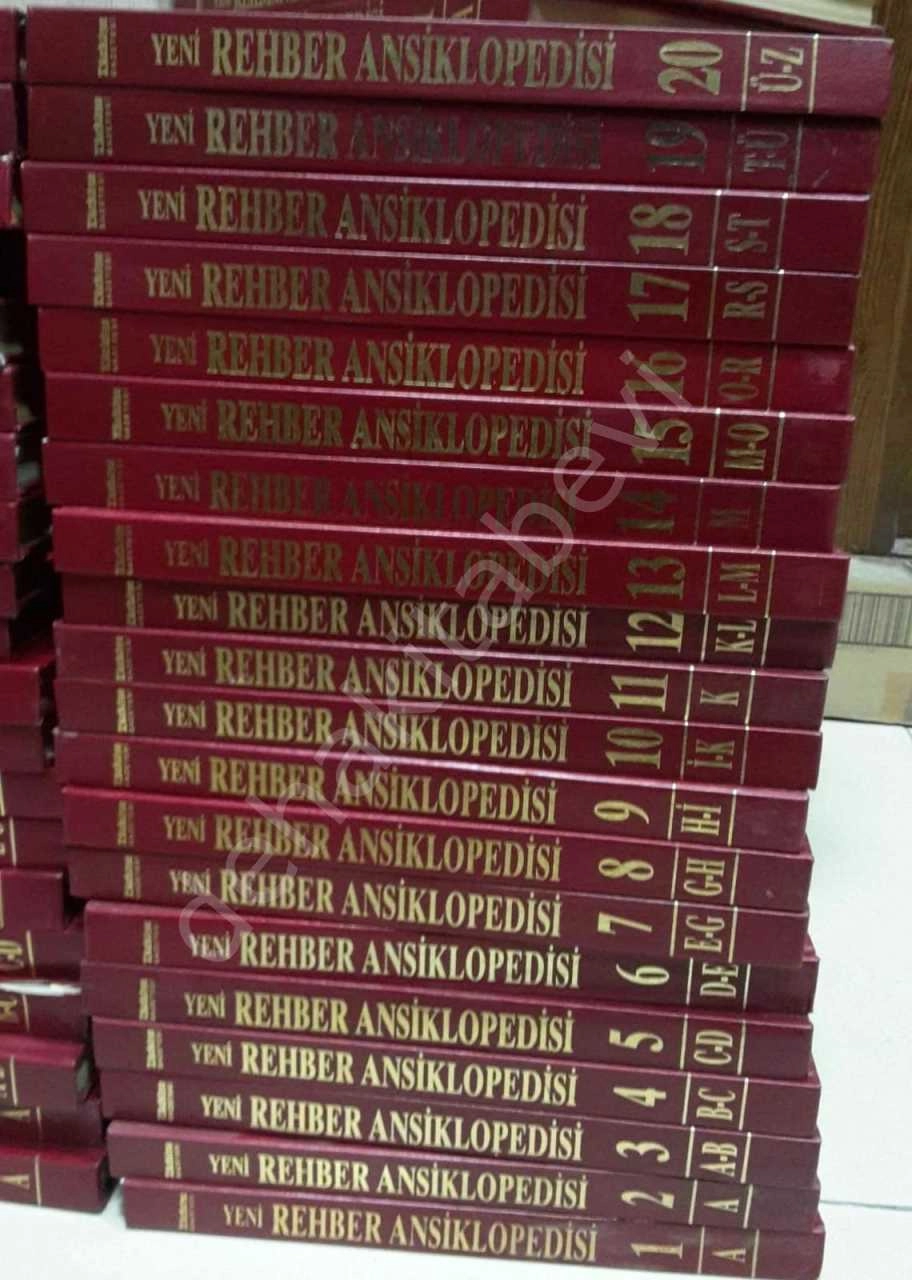 YENİ REHBER ANSİKLOPEDİSİ 20 Ü-Z
YENİ REHBER ANSİKLOPEDİSİ 19 T-Ü
YENİ REHBER ANSİKLOPEDİSİ 18 S-T
YENİ REHBER ANSİKLOPEDİSİ 17 R-S
YENİ REHBER ANSİKLOPEDİSİ 16 O-R
YENİ REHBER ANSİKLOPEDİSİ 15 M-O
YENİ REHBER ANSİKLOPEDİSİ 14 M
YENİ REHBER ANSİKLOPEDİSİ 13 L-M
YENİ REHBER ANSİKLOPEDİSİ 12 K-L
YENİ REHBER ANSİKLOPEDİSİ 11 K
YENİ REHBER ANSİKLOPEDİSİ 10 İ-K
YENİ REHBER ANSİKLOPEDİSİ 9 H-İ
YENİ REHBER ANSİKLOPEDİSİ 8 G-H
YENİ REHBER ANSİKLOPEDİSİ 7 E-G
YENİ REHBER ANSİKLOPEDİSİ 6 D-E
YENİ REHBER ANSİKLOPEDİSİ 5 C-D
YENİ REHBER ANSİKLOPEDİSİ 4 B-C
YENİ REHBER ANSİKLOPEDİSİ 3 A-B
YENİ REHBER ANSİKLOPEDİSİ 2 A
YENİ REHBER ANSİKLOPEDİSİ 1 A
gehakitabevi
1 A
C-D
A
A